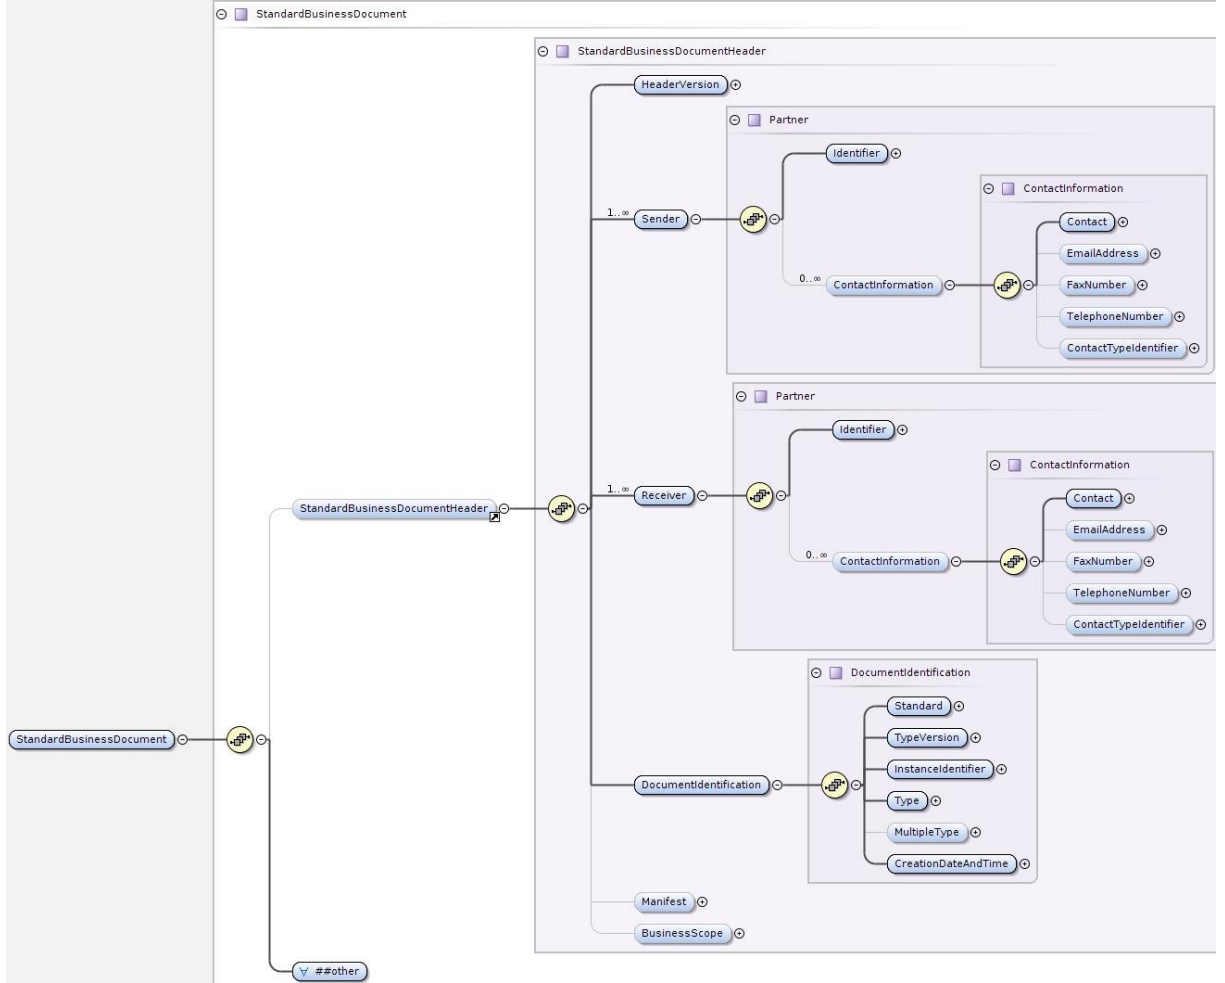 StandardBusinessDocument
StandardBusinessDocumentHeader
HeaderVersion
Partner
Identifier
ContactInformation
1..∞ Sender
Contact
EmailAddress
0..∞ ContactInformation
FaxNumber
TelephoneNumber
ContactTypeIdentifier
Partner
Identifier
ContactInformation
StandardBusinessDocumentHeader
1..∞ Receiver
Contact
EmailAddress
0..∞ ContactInformation
FaxNumber
TelephoneNumber
ContactTypeIdentifier
DocumentIdentification
Standard
StandardBusinessDocument
TypeVersion
InstanceIdentifier
DocumentIdentification
Type
MultipleType
CreationDateAndTime
Manifest
BusinessScope
∀ ##other